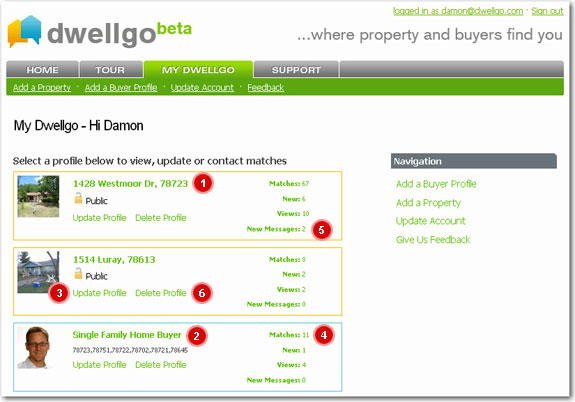 logged in as damon@dwellgo.com · Sign out
dwellgo beta
...where property and buyers find you
HOME TOUR MY DWELLGO SUPPORT
Add a Property · Add a Buyer Profile · Update Account · Feedback
My Dwellgo - Hi Damon
Select a profile below to view, update or contact matches
1428 Westmoor Dr, 78723 1
Public
Update Profile Delete Profile
Matches: 67
New: 6
Views: 10
New Messages: 2 5
1514 Luray, 78613
Public
3 Update Profile Delete Profile 6
Matches: 8
New: 2
Views: 2
New Messages: 0
Single Family Home Buyer 2
78723,78751,78722,78702,78721,78645
Update Profile Delete Profile
Matches: 11 4
New: 1
Views: 4
New Messages: 0
Navigation
Add a Buyer Profile
Add a Property
Update Account
Give Us Feedback